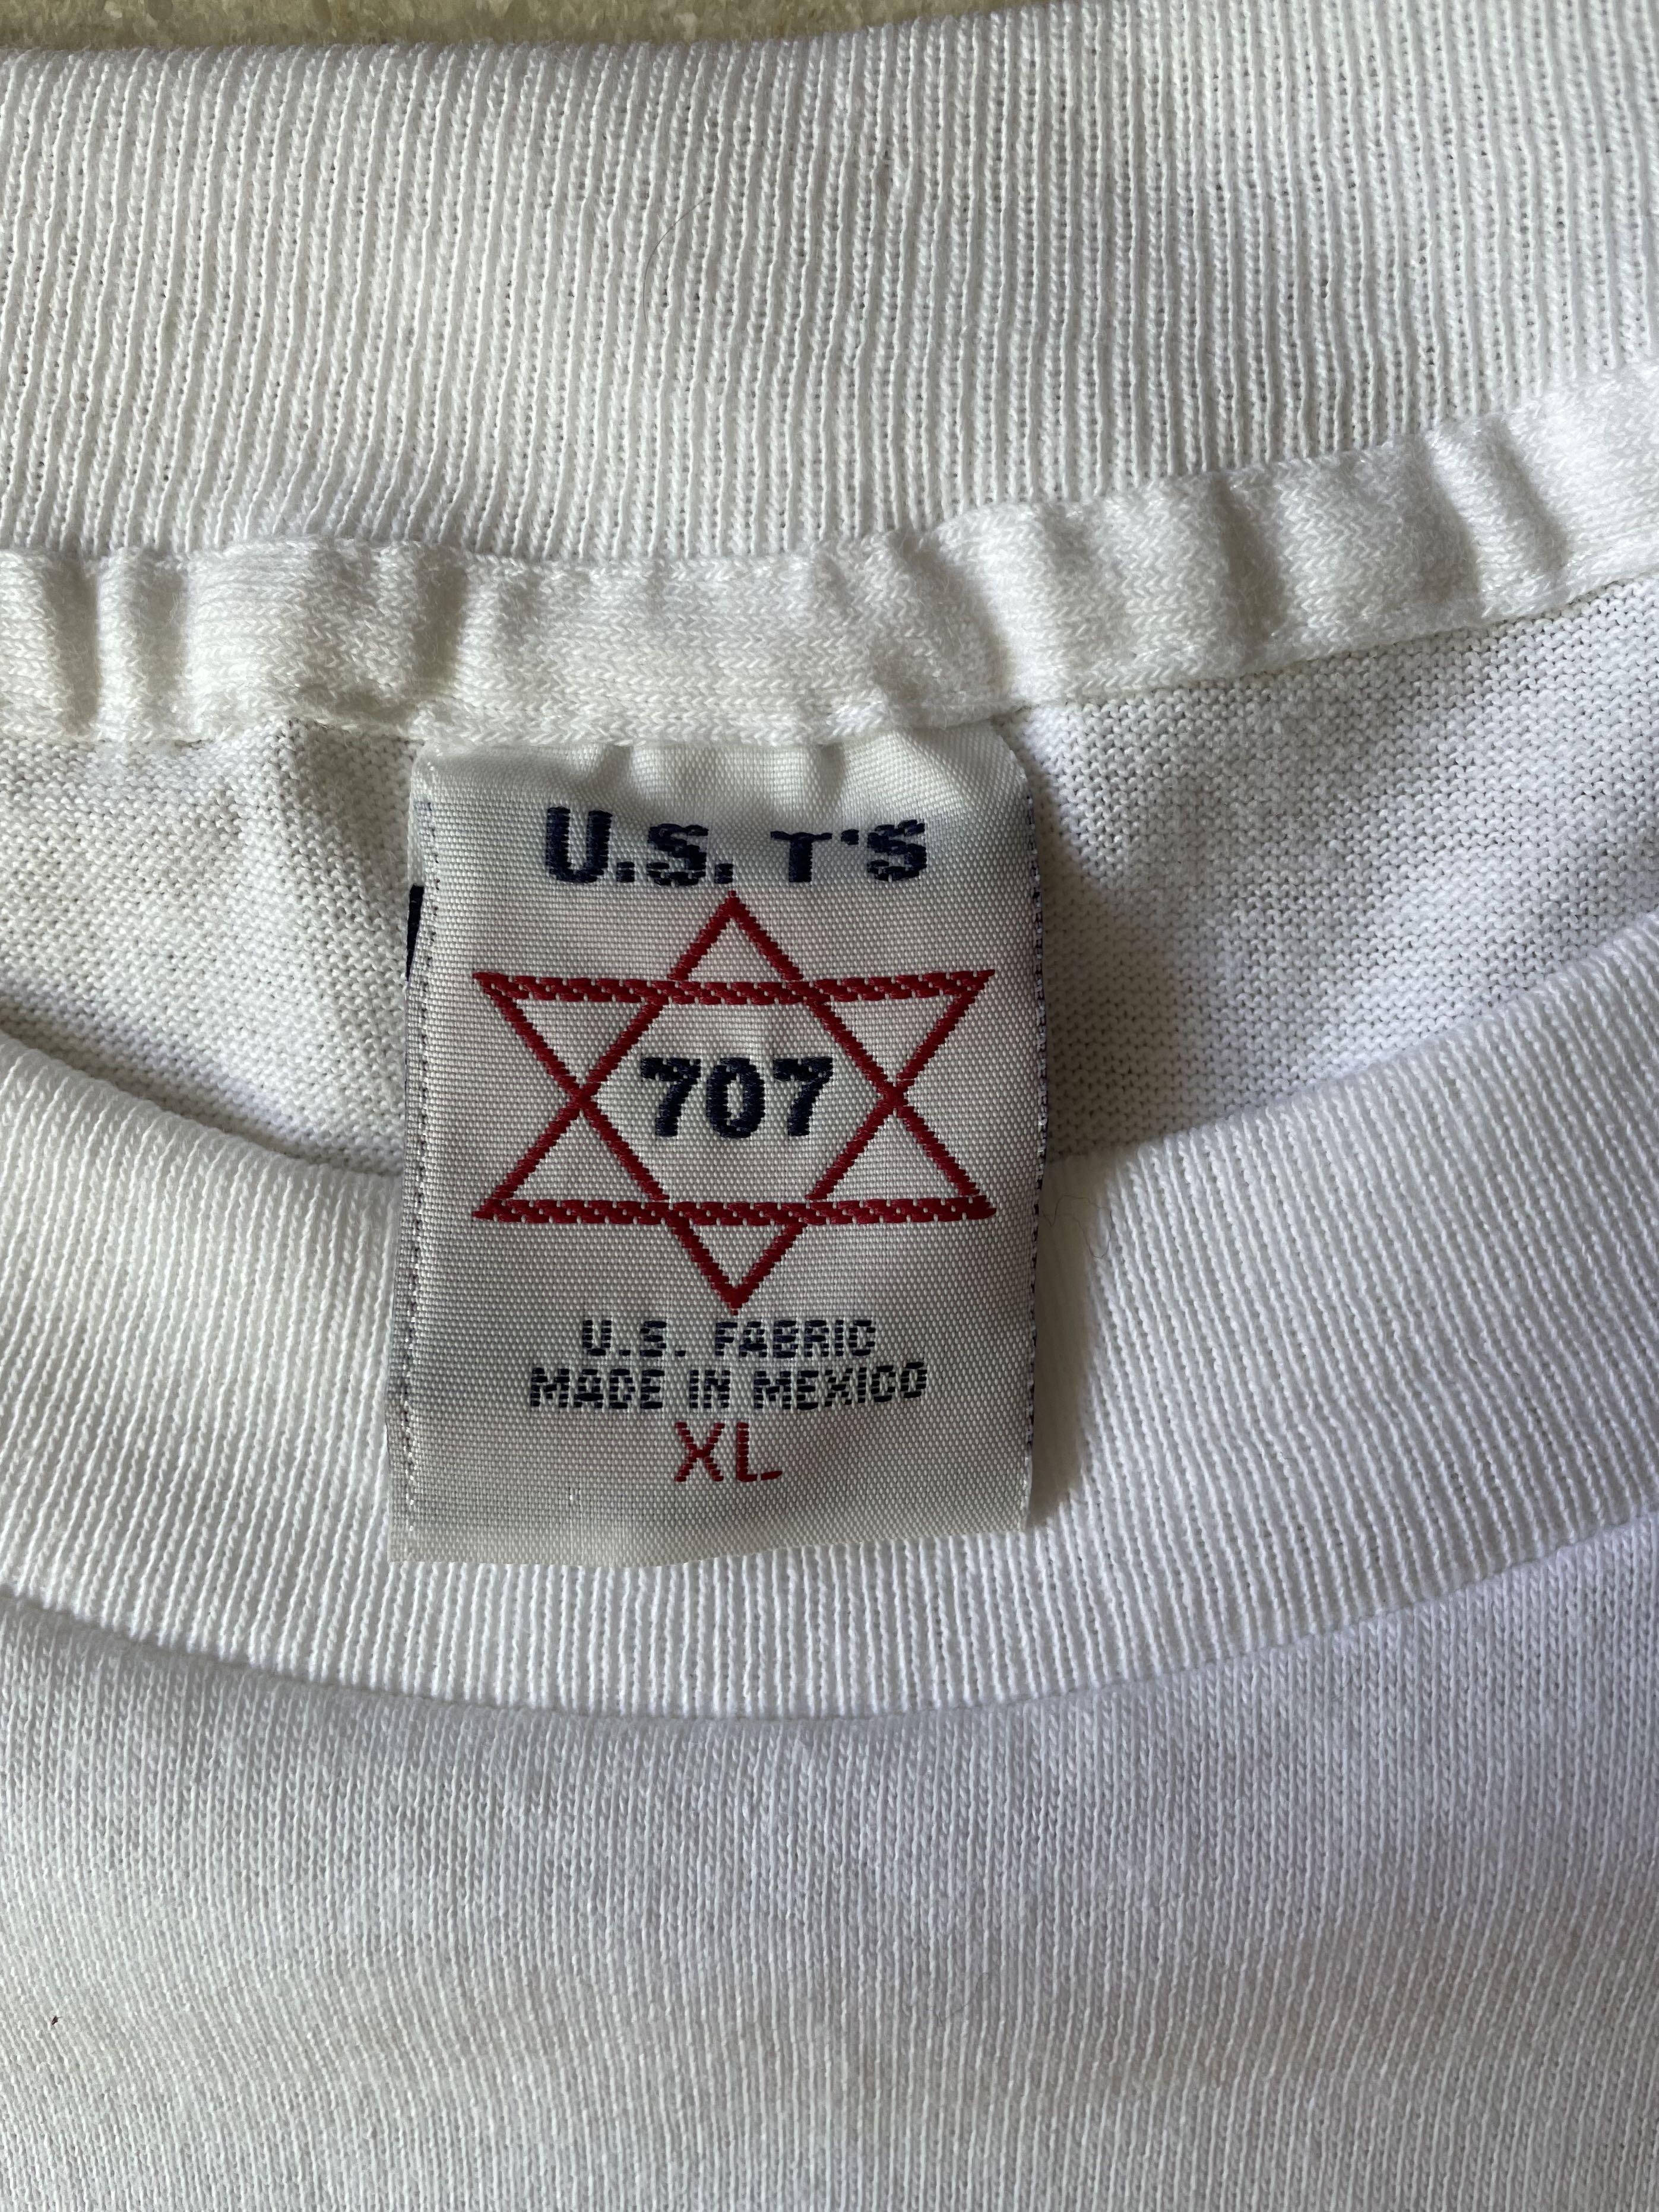 U.S. T'S
707
U.S. FABRIC
MADE IN MEXICO
XL